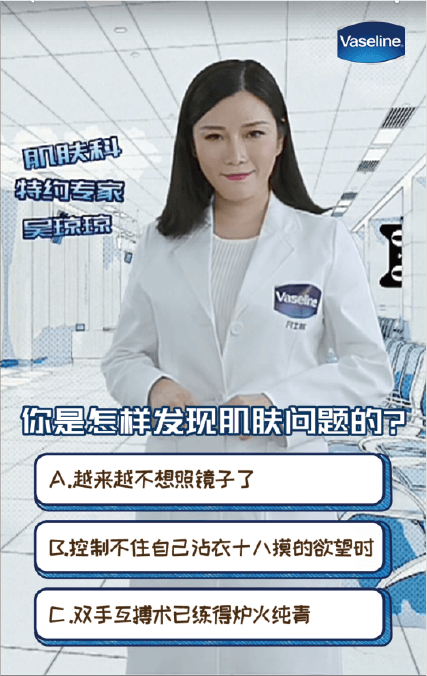 Vaseline
肌肤科
特约专家
吴琼琼
Vaseline
你是怎样发现肌肤问题的?
A.越来越不想照镜子了
B.控制不住自己沾衣十八摸的欲望时
C.双手互搏术已练得炉火纯青